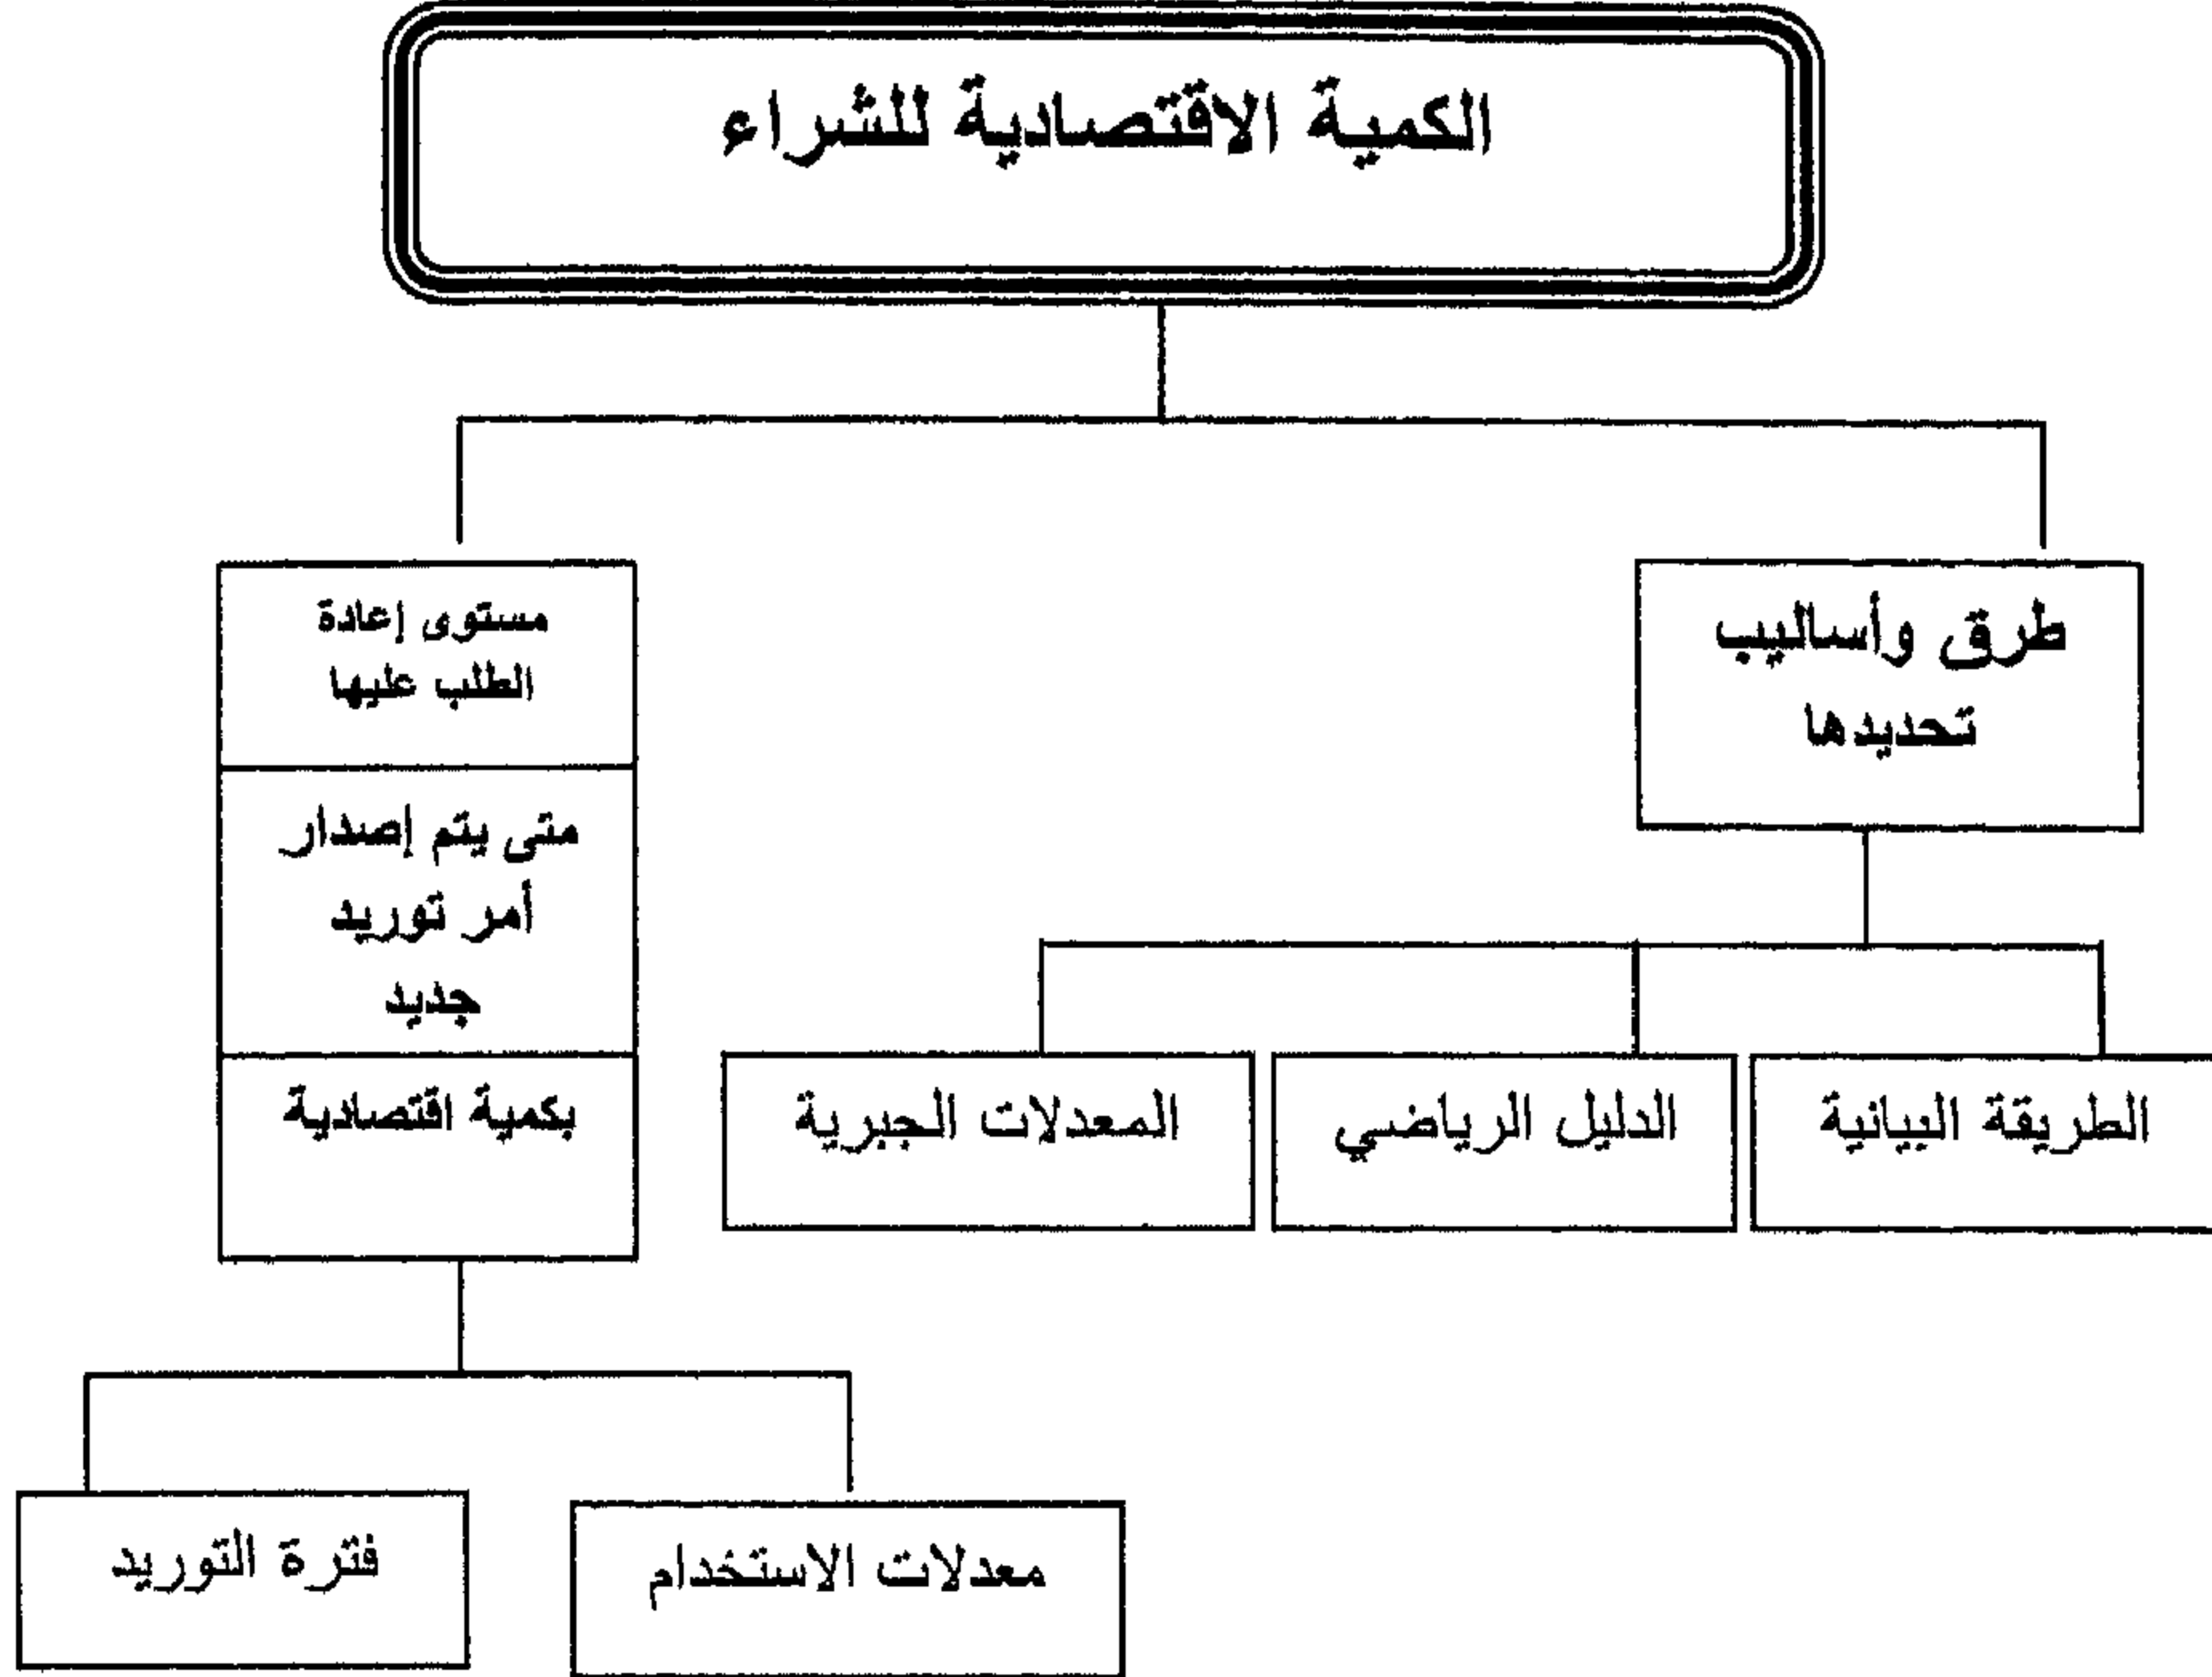 الكمية الاقتصادية للشراء
طرق وأساليب
تحديدها
مستوى إعادة
الطلب عليها
متى يتم إصدار
أمر توريد
جديد
بكمية اقتصادية
الطريقة البيانية
الدليل الرياضي
المعدلات الجبرية
معدلات الاستخدام
فترة التوريد